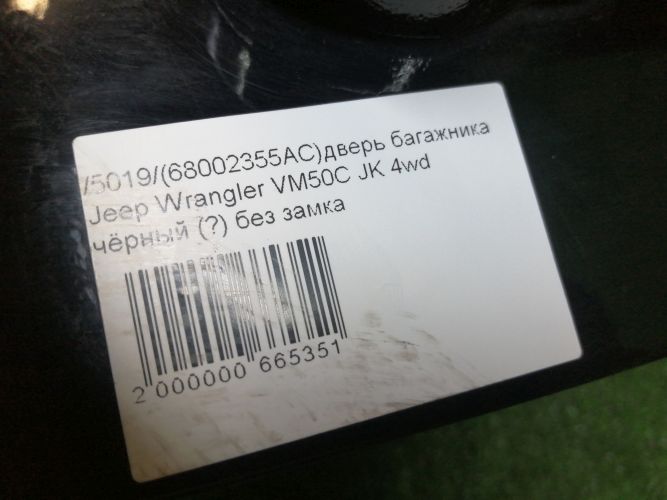 /5019/(68002355AC)дверь багажника
Jeep Wrangler VM50C JK 4wd
чёрный (?) без замка
2 000000 665351